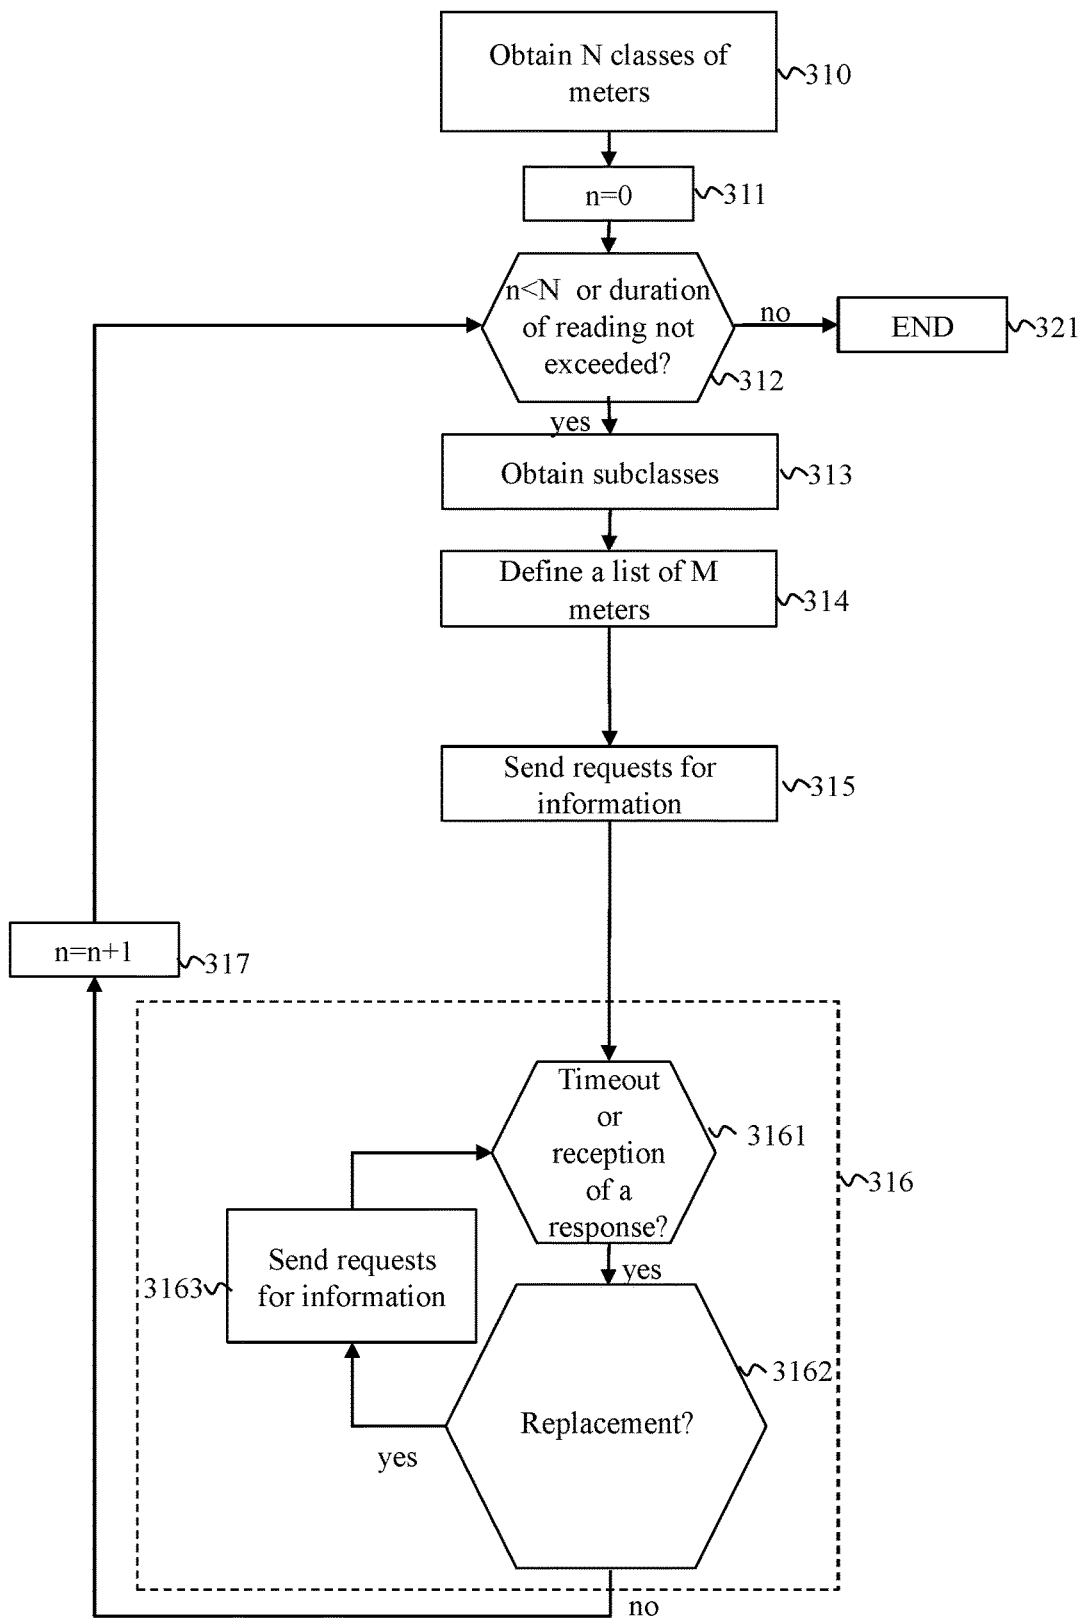 Obtain N classes of
meters
310
n=0
311
n<N or duration
of reading not
exceeded?
no
END
321
312
yes
Obtain subclasses
313
Define a list of M
meters
314
Send requests for
information
315
n=n+1
317
Timeout
or
reception
of a
response?
3161
316
Send requests
for information
3163
yes
Replacement?
3162
yes
no